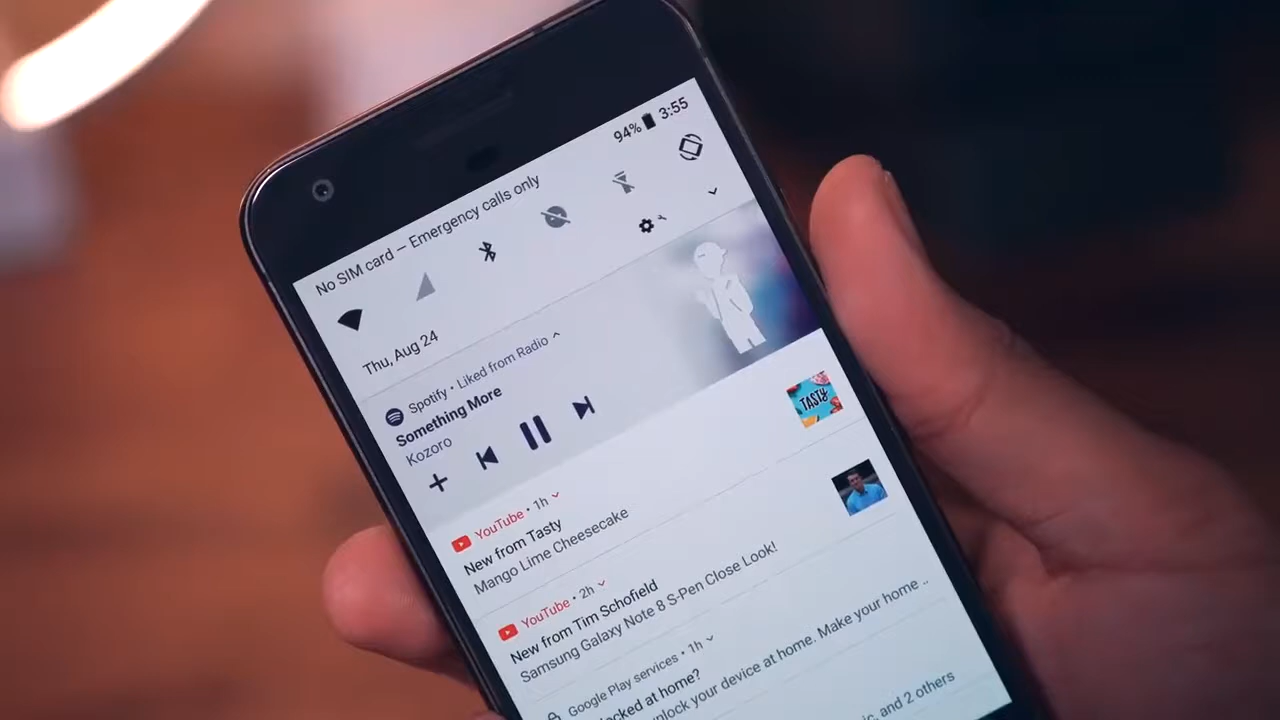 94% 3:55
No SIM card – Emergency calls only
Thu, Aug 24
Spotify • Liked from Radio
Something More
Kozoro
TASTY
YouTube • 1h
New from Tasty
Mango Lime Cheesecake
YouTube • 2h
New from Tim Schofield
Samsung Galaxy Note 8 S-Pen Close Look!
Google Play services • 1h
locked at home?
unlock your device at home. Make your home ..
and 2 others